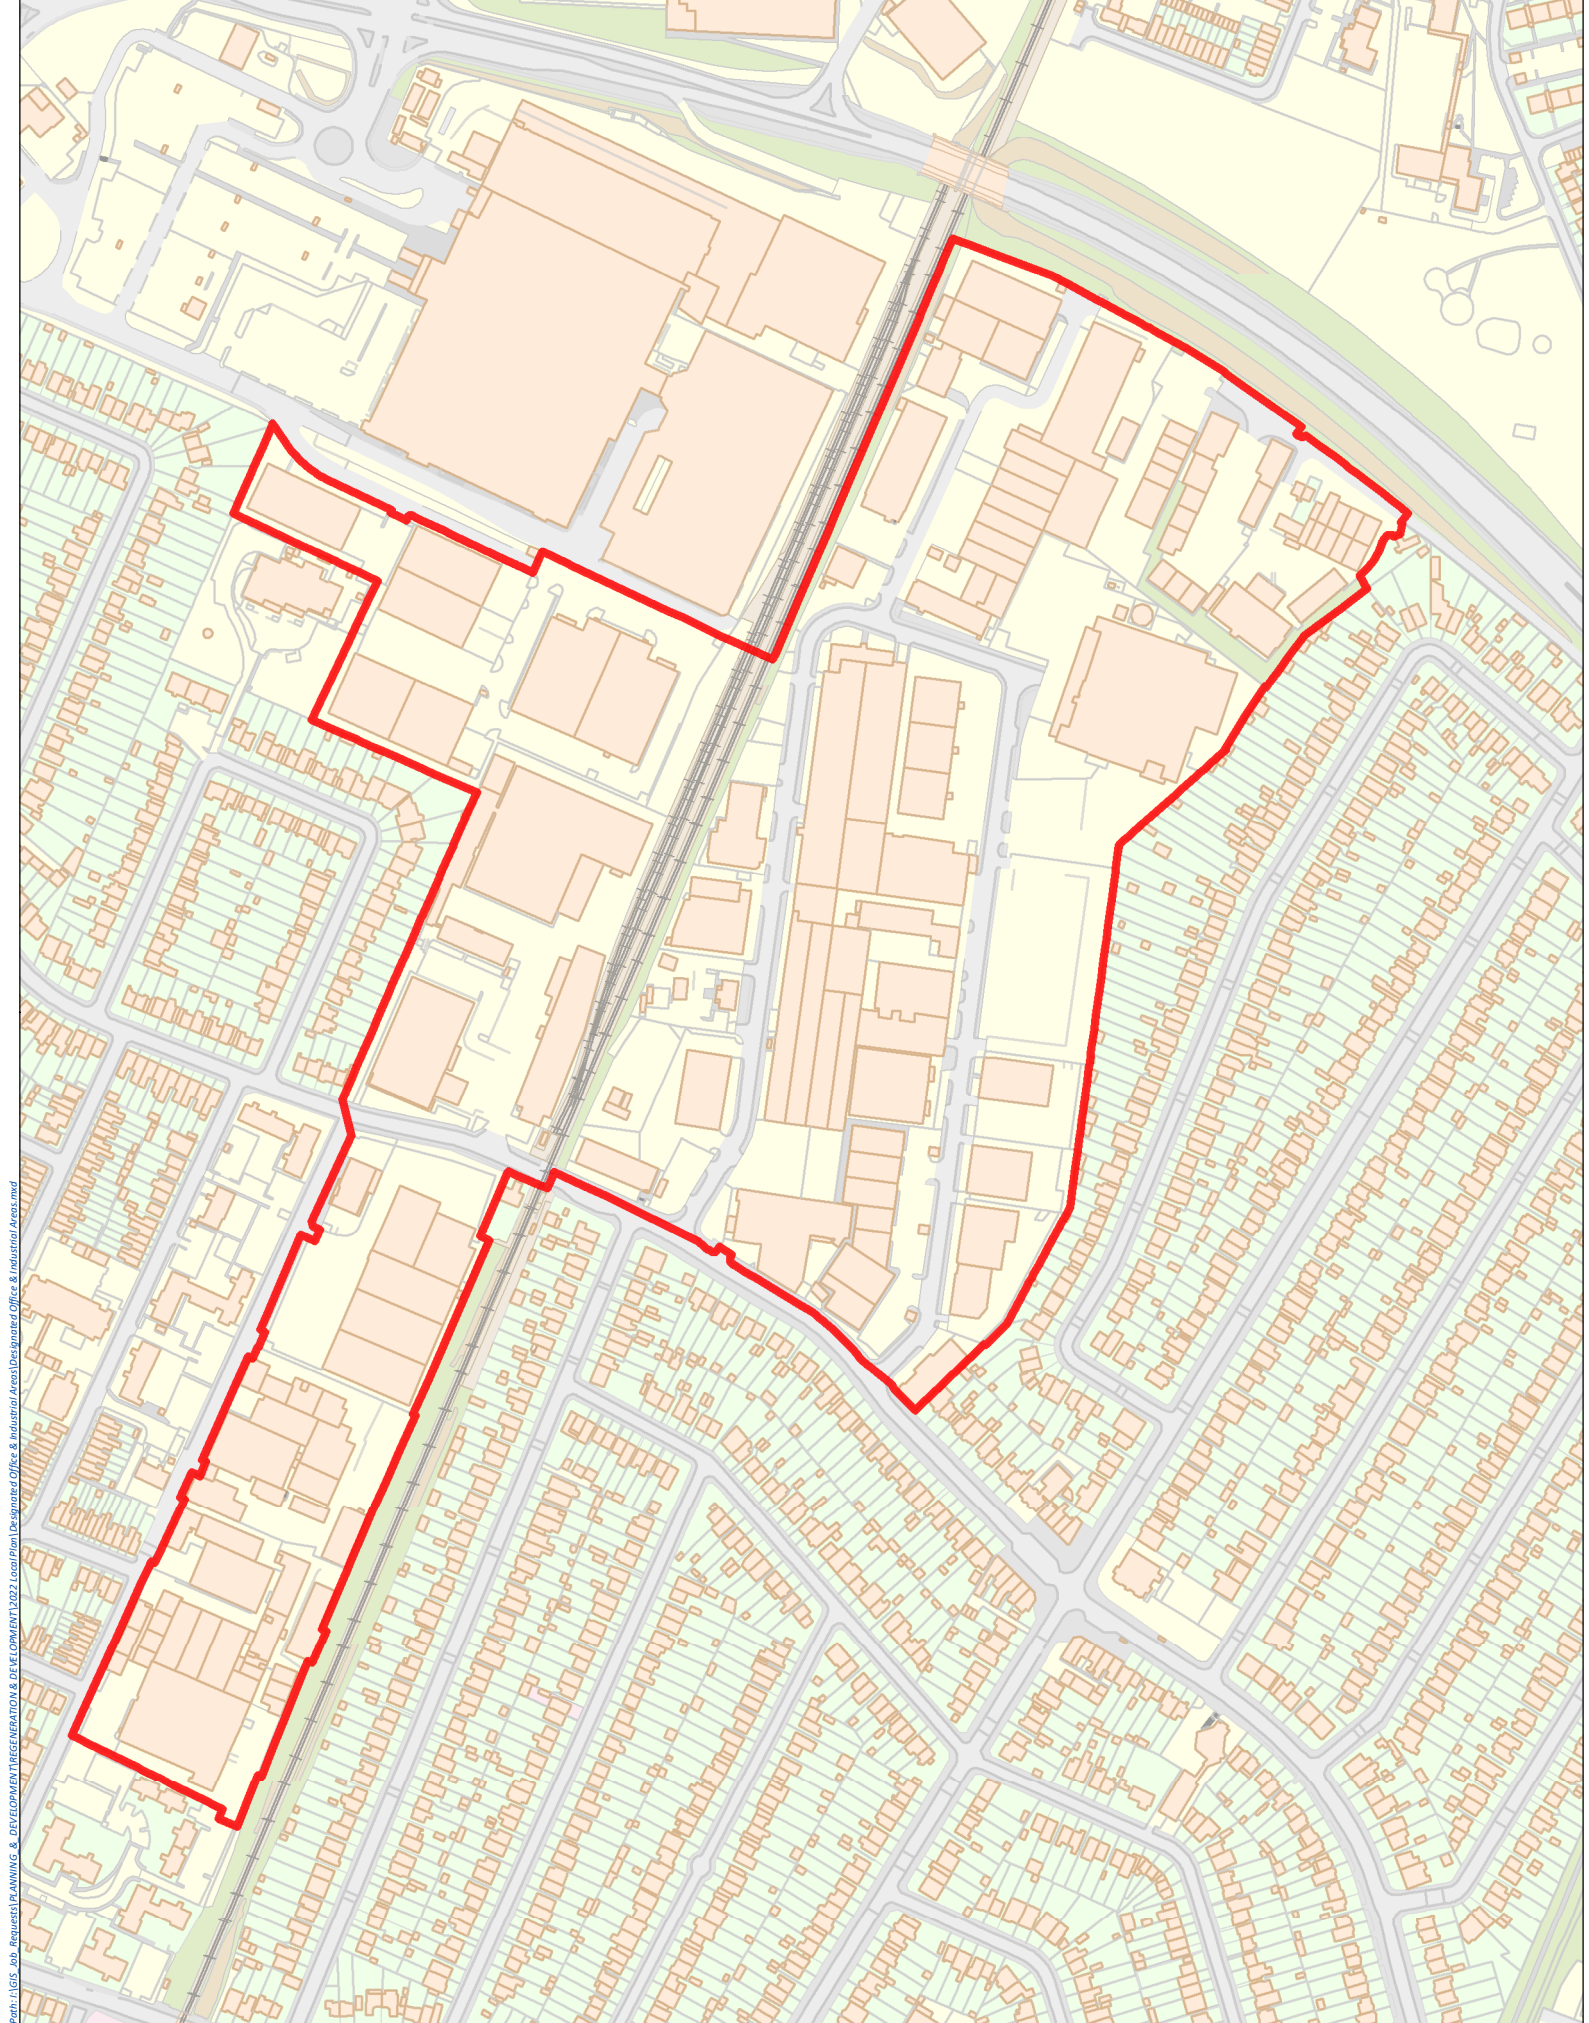 Path: I:\GIS_Job_Requests\PLANNING_&_DEVELOPMENT\REGENERATION & DEVELOPMENT\2022 Local Plan\Designated Office & Industrial Areas\Designated Office & Industrial Areas.mxd